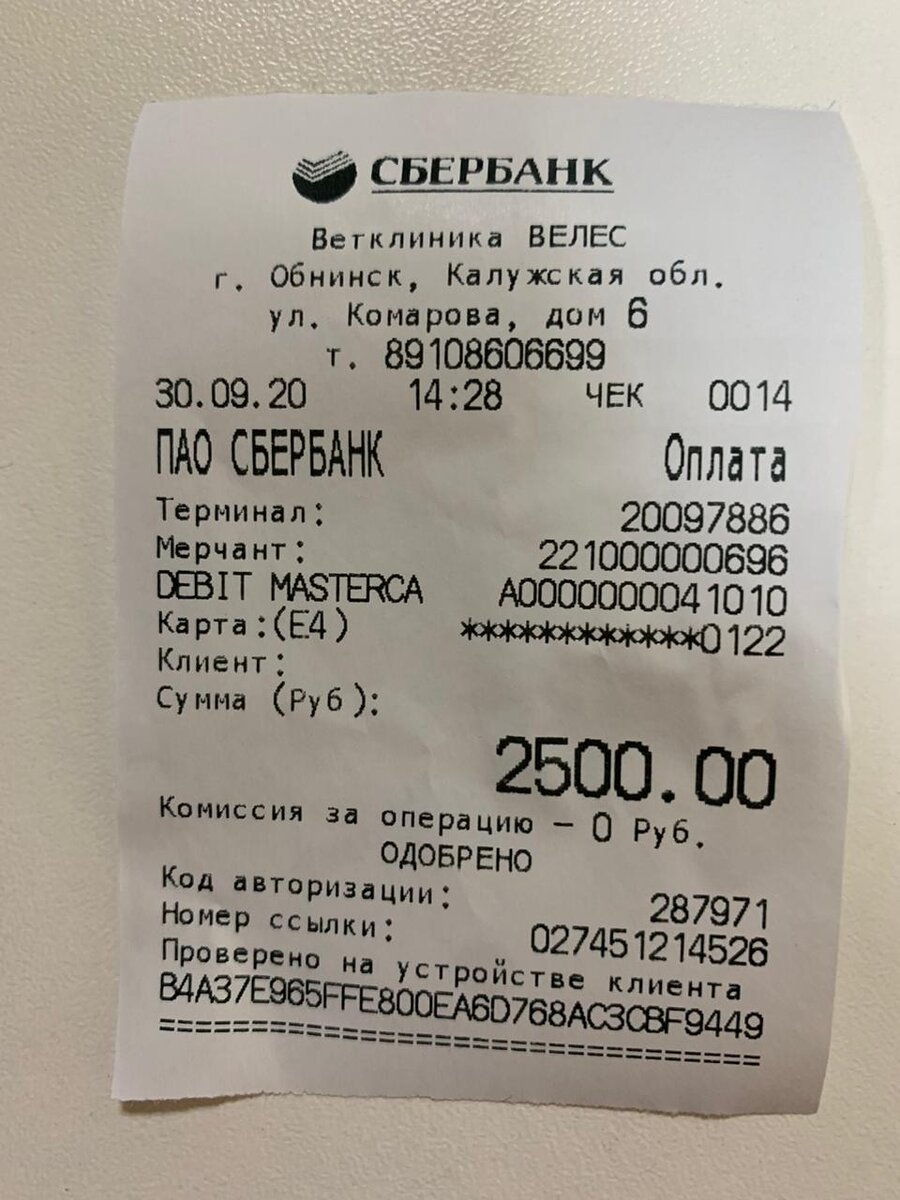 СБЕРБАНК
Ветклиника ВЕЛЕС
г. Обнинск, Калужская обл.
ул. Комарова, дом 6
т. 89108606699
30.09.20 14:28 ЧЕК 0014
ПАО СБЕРБАНК Оплата
Терминал: 20097886
Мерчант: 221000000696
DEBIT MASTERCA A0000000041010
Карта:(E4) ************0122
Клиент:
Сумма (Руб):
2500.00
Комиссия за операцию – 0 Руб.
ОДОБРЕНО
Код авторизации: 287971
Номер ссылки: 027451214526
Проверено на устройстве клиента
B4A37E965FFE800EA6D768AC3CBF9449
================================